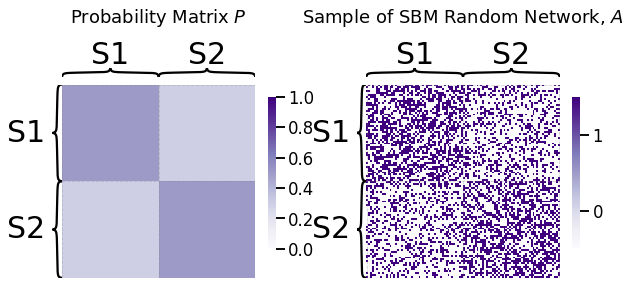 Probability Matrix P
S1 S2
S1
S2
1.0
0.8
0.6
0.4
0.2
0.0
Sample of SBM Random Network, A
S1 S2
S1
S2
1
0